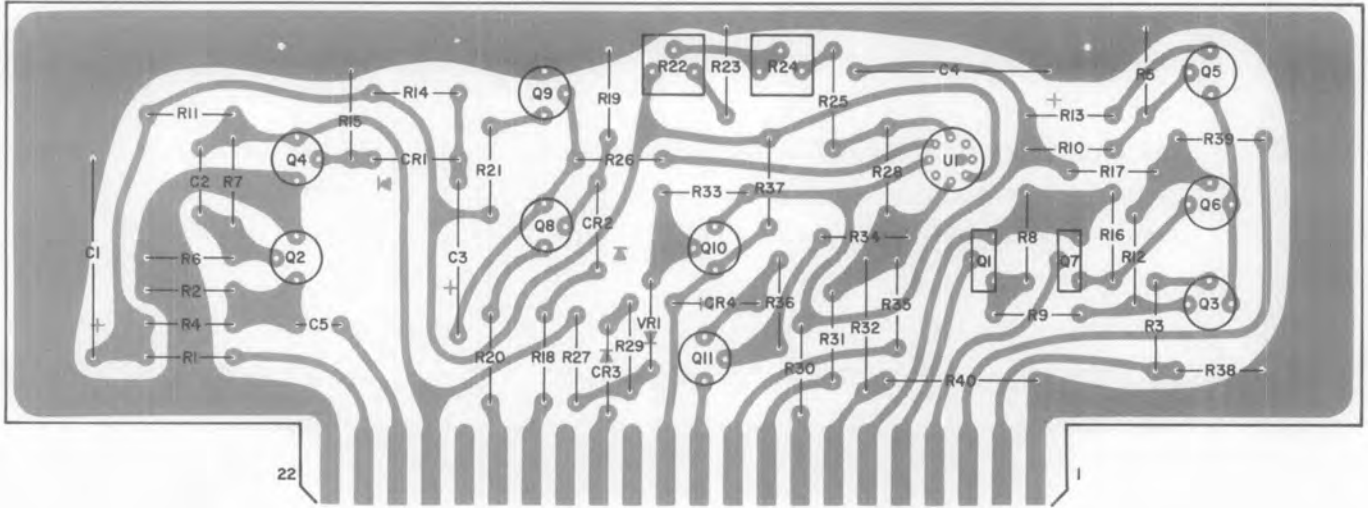 R11
R14
R15
Q9
R19
R22
R23
R24
R25
C4
R5
Q5
R13
R10
R39
C2
R7
Q4
CR1
R21
R26
R37
R28
U1
R17
C1
R6
Q2
C3
Q8
CR2
R33
Q10
R34
Q1
R8
Q7
R16
R12
Q6
R2
R4
C5
R1
R20
R18
R27
CR3
R29
VR1
CR4
R36
Q11
R30
R31
R32
R35
R9
R3
Q3
R40
R38
22
1
+
+
+